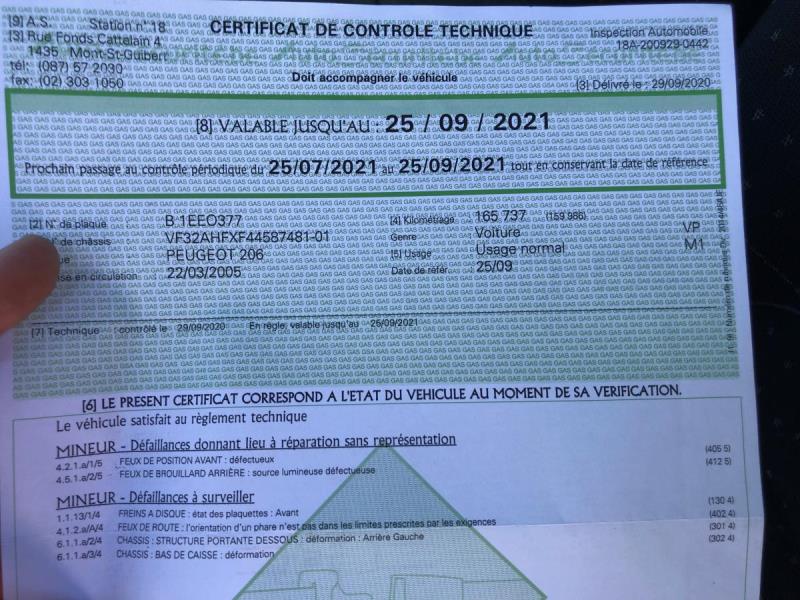 [9] A.S. Station n°18
[3] Rue Fonds Cattelain 4
1435 Mont-St-Guibert
tél: (087) 57 2030
fax: (02) 303 1050
CERTIFICAT DE CONTROLE TECHNIQUE
Doit accompagner le véhicule
Inspection Automobile
18A-200929-0442
(3) Délivré le : 29/09/2020
[8] VALABLE JUSQU'AU : 25 / 09 / 2021
Prochain passage au contrôle périodique du 25/07/2021 au 25/09/2021 tout en conservant la date de référence.
[2] N° de plaque B 1EEO377 (4) Kilométrage 165 737 (159 986)
N° de châssis VF32AHFXF44587481-01 Genre Voiture VP
PEUGEOT 206 [5] Usage Usage normal M1
en circulation 22/03/2005 Date de référ. 25/09
[7] Technique : contrôlé le 29/09/2020 En règle, valable jusqu'au 25/09/2021
[6] LE PRESENT CERTIFICAT CORRESPOND A L'ETAT DU VEHICULE AU MOMENT DE SA VERIFICATION.
Le véhicule satisfait au règlement technique
MINEUR - Défaillances donnant lieu à réparation sans représentation
4.2.1.a/1/5 FEUX DE POSITION AVANT : défectueux (405 5)
4.5.1.a/2/5 FEUX DE BROUILLARD ARRIÈRE : source lumineuse défectueuse (412 5)
MINEUR - Défaillances à surveiller
1.1.13/1/4 FREINS A DISQUE : état des plaquettes : Avant (130 4)
4.1.2.a/A/4 FEUX DE ROUTE : l'orientation d'un phare n'est pas dans les limites prescrites par les exigences (402 4)
6.1.1.a/2/4 CHASSIS : STRUCTURE PORTANTE DESSOUS : déformation : Arrière Gauche (301 4)
6.1.1.a/3/4 CHASSIS : BAS DE CAISSE : déformation (302 4)